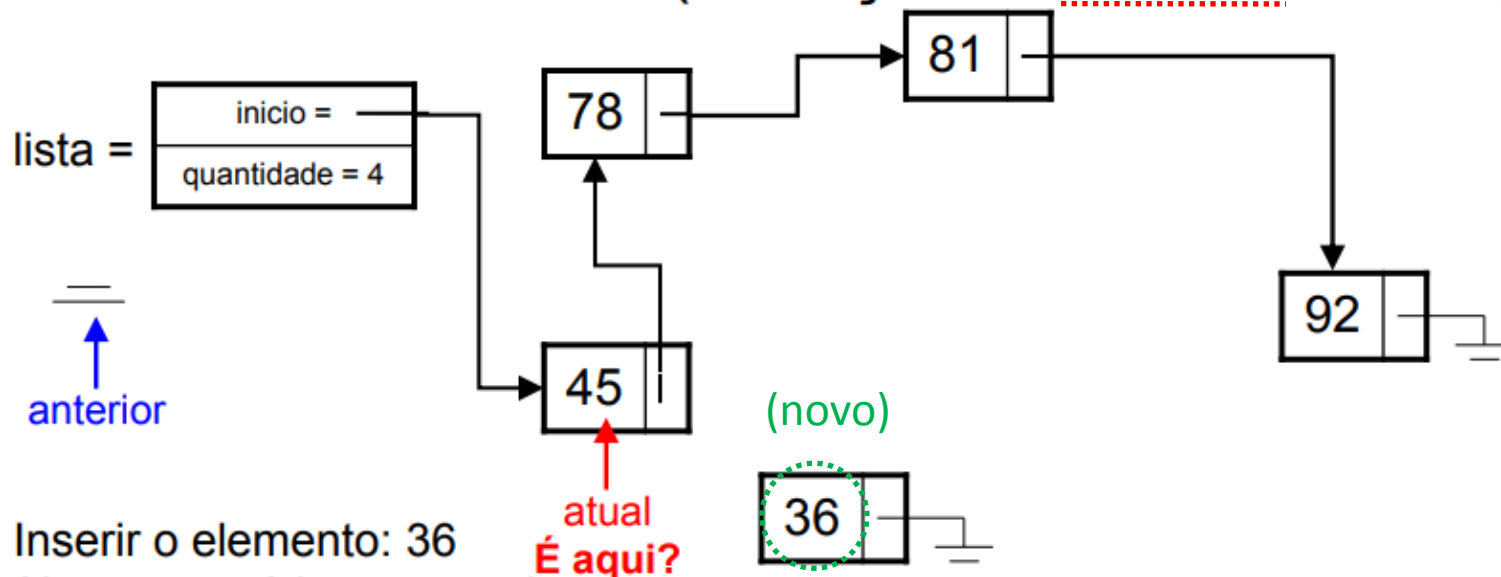 81
78
inicio =
lista =
quantidade = 4
92
45
anterior
(novo)
36
atual
Inserir o elemento: 36
É aqui?